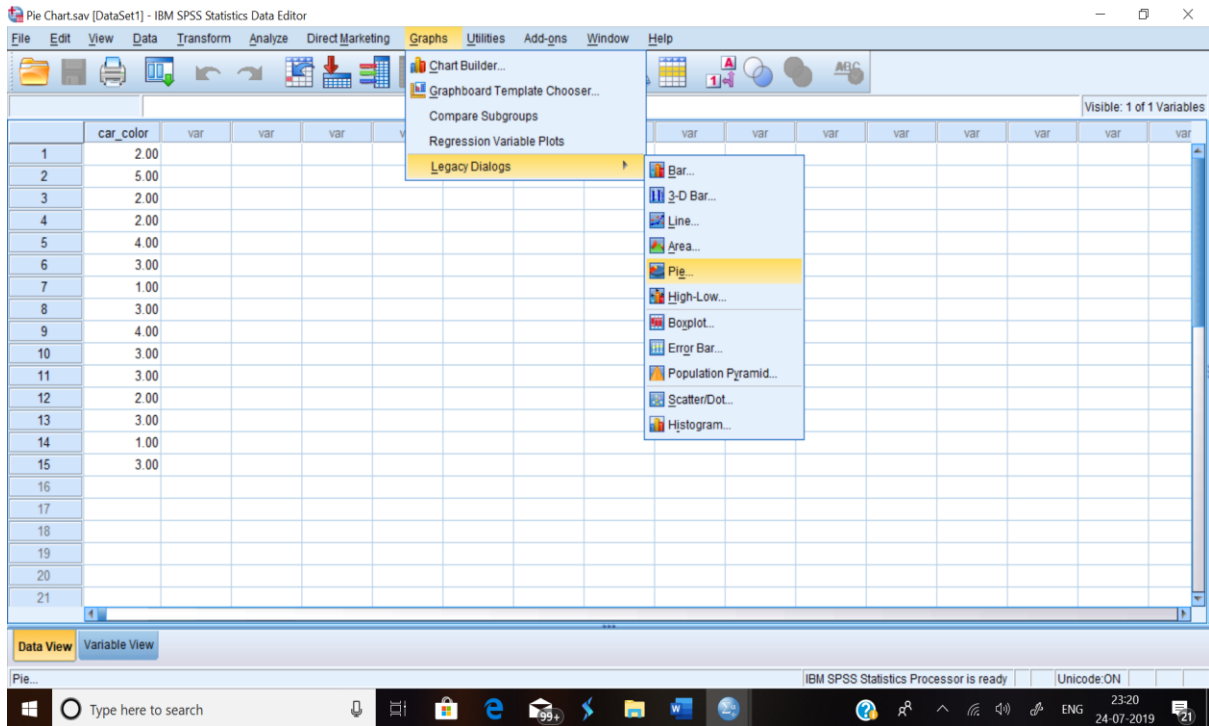 Pie Chart.sav [DataSet1] - IBM SPSS Statistics Data Editor
File Edit View Data Transform Analyze Direct Marketing Graphs Utilities Add-ons Window Help
Chart Builder...
Graphboard Template Chooser...
Compare Subgroups
Regression Variable Plots
Legacy Dialogs
Bar...
3-D Bar...
Line...
Area...
Pie...
High-Low...
Boxplot...
Error Bar...
Population Pyramid...
Scatter/Dot...
Histogram...
A
14
ABC
Visible: 1 of 1 Variables
car_color var var var v var var var var var var var var
1 2.00
2 5.00
3 2.00
4 2.00
5 4.00
6 3.00
7 1.00
8 3.00
9 4.00
10 3.00
11 3.00
12 2.00
13 3.00
14 1.00
15 3.00
16
17
18
19
20
21
Data View Variable View
Pie... IBM SPSS Statistics Processor is ready Unicode:ON
Type here to search 99+ W ENG 23:20
24-07-2019 21